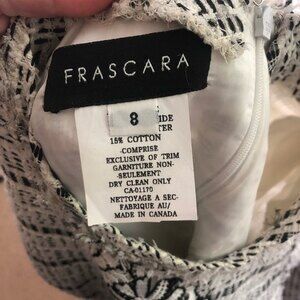 FRASCARA
8
IDE
TER
15% COTTON
-COMPRISE
EXCLUSIVE OF TRIM
GARNITURE NON-
SEULEMENT
DRY CLEAN ONLY
CA-01170
NETTOYAGE A SEC-
FABRIQUE AU/
MADE IN CANADA